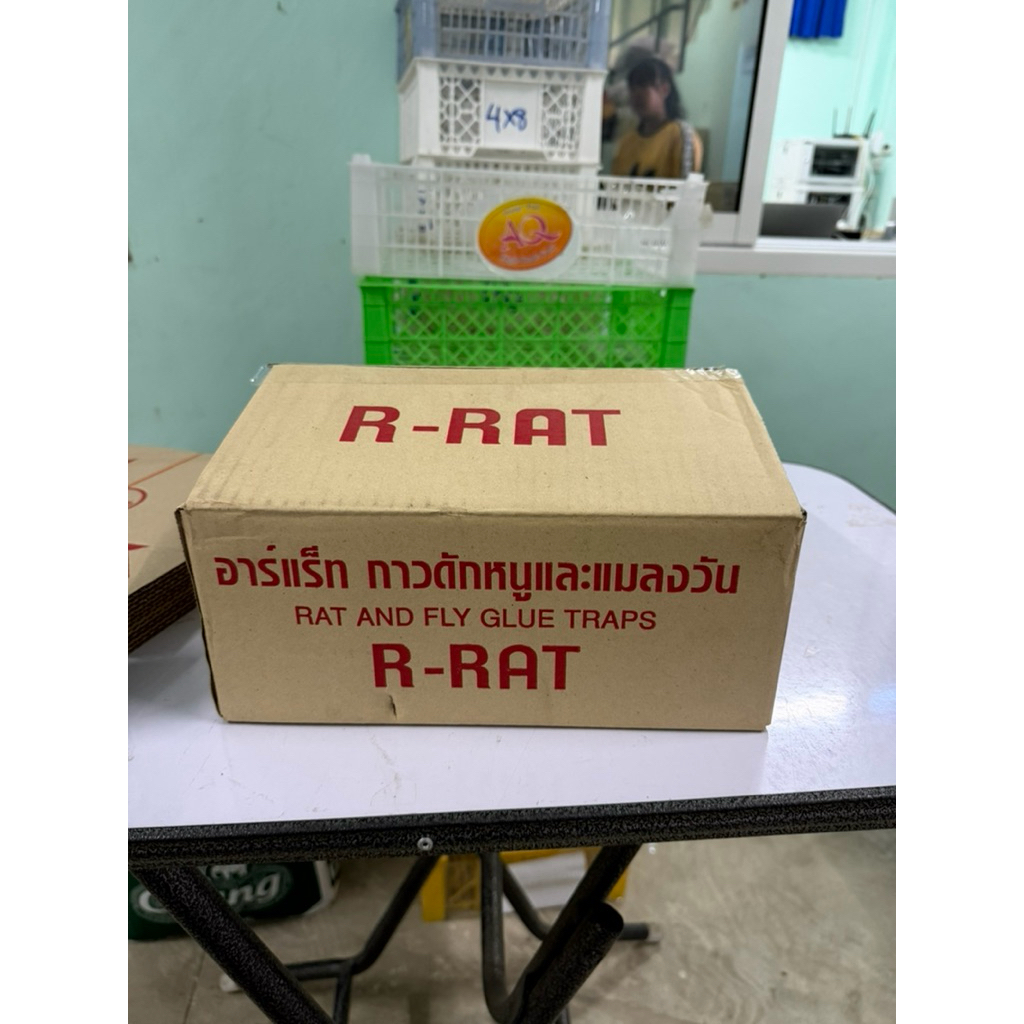 4x8
AQ
R-RAT
อาร์แร็ท กาวดักหนูและแมลงวัน
RAT AND FLY GLUE TRAPS
R-RAT